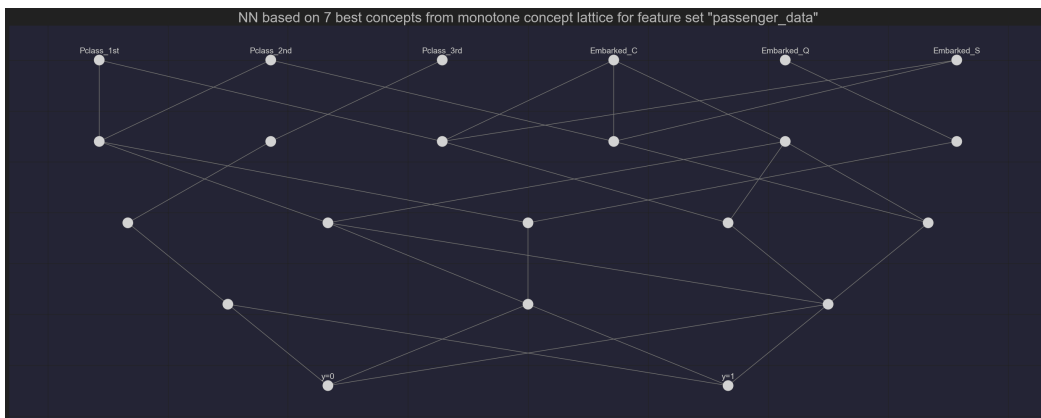 NN based on 7 best concepts from monotone concept lattice for feature set "passenger_data"
Pclass_1st Pclass_2nd Pclass_3rd Embarked_C Embarked_Q Embarked_S
y=0 y=1